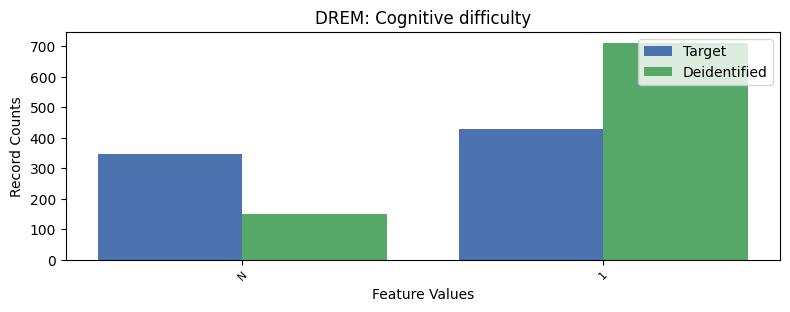 DREM: Cognitive difficulty
Record Counts
700
600
500
400
300
200
100
0
Target
Deidentified
N
1
Feature Values